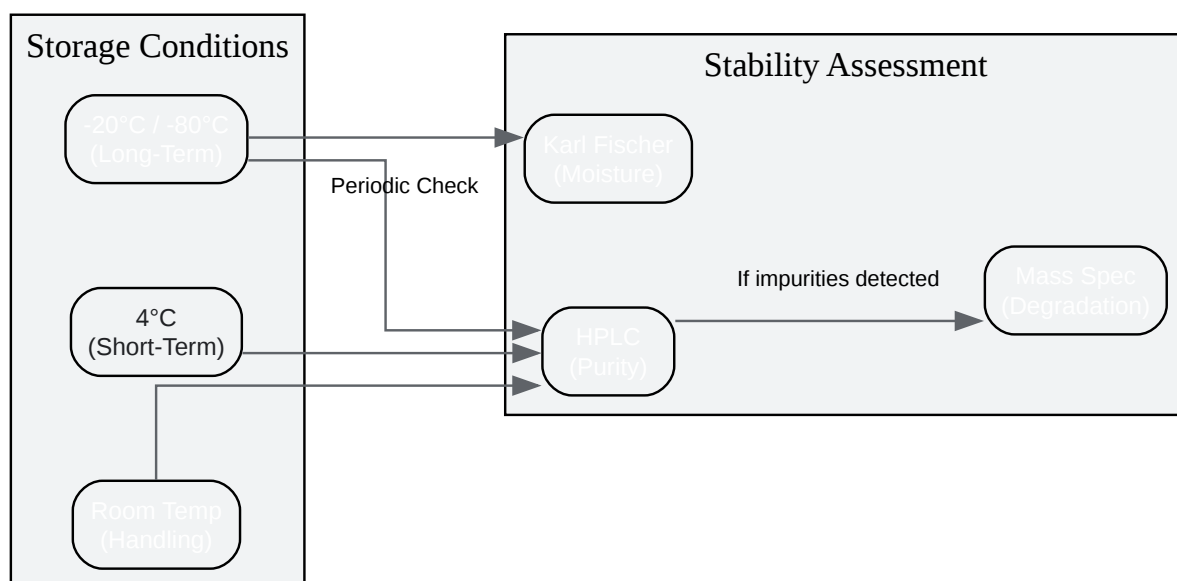 Storage Conditions
-20°C / -80°C
(Long-Term)
Periodic Check
4°C
(Short-Term)
Room Temp
(Handling)
Stability Assessment
Karl Fischer
(Moisture)
HPLC
(Purity)
If impurities detected
Mass Spec
(Degradation)